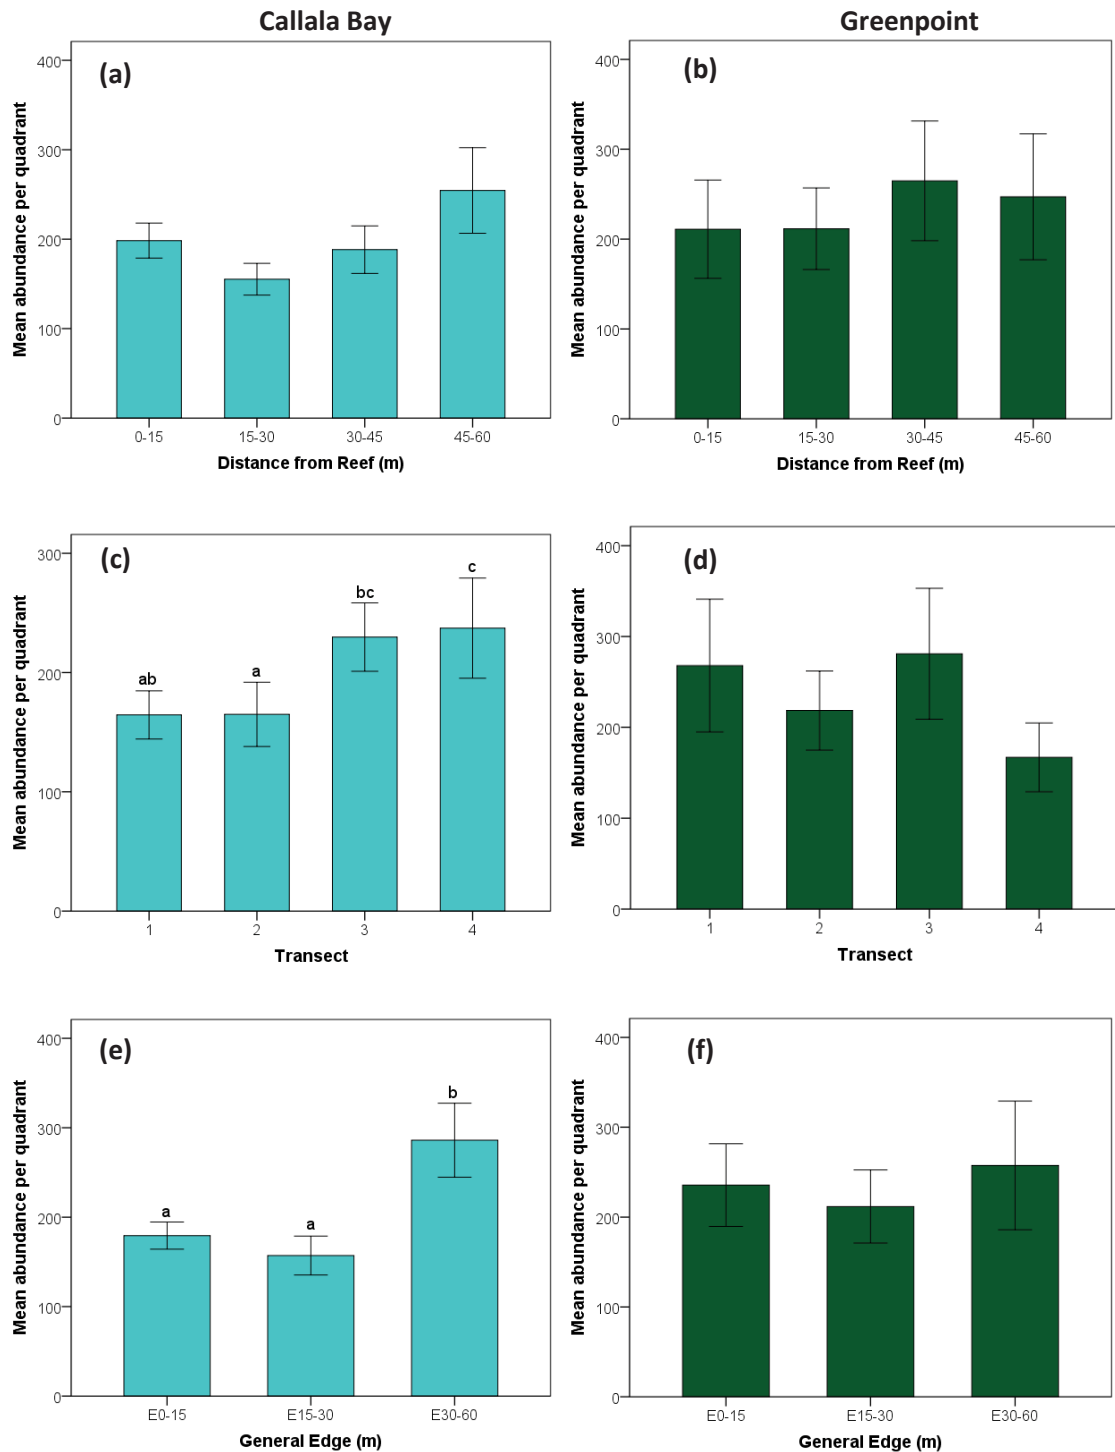 Callala Bay
Greenpoint
(a)
Mean abundance per quadrant
400
300
200
100
0
0-15 15-30 30-45 45-60
Distance from Reef (m)
(b)
Mean abundance per quadrant
400
300
200
100
0
0-15 15-30 30-45 45-60
Distance from Reef (m)
(c)
Mean abundance per quadrant
300
200
100
0
ab a bc c
1 2 3 4
Transect
(d)
Mean abundance per quadrant
400
300
200
100
0
1 2 3 4
Transect
(e)
Mean abundance per quadrant
400
300
200
100
0
a a b
E0-15 E15-30 E30-60
General Edge (m)
(f)
Mean abundance per quadrant
400
300
200
100
0
E0-15 E15-30 E30-60
General Edge (m)